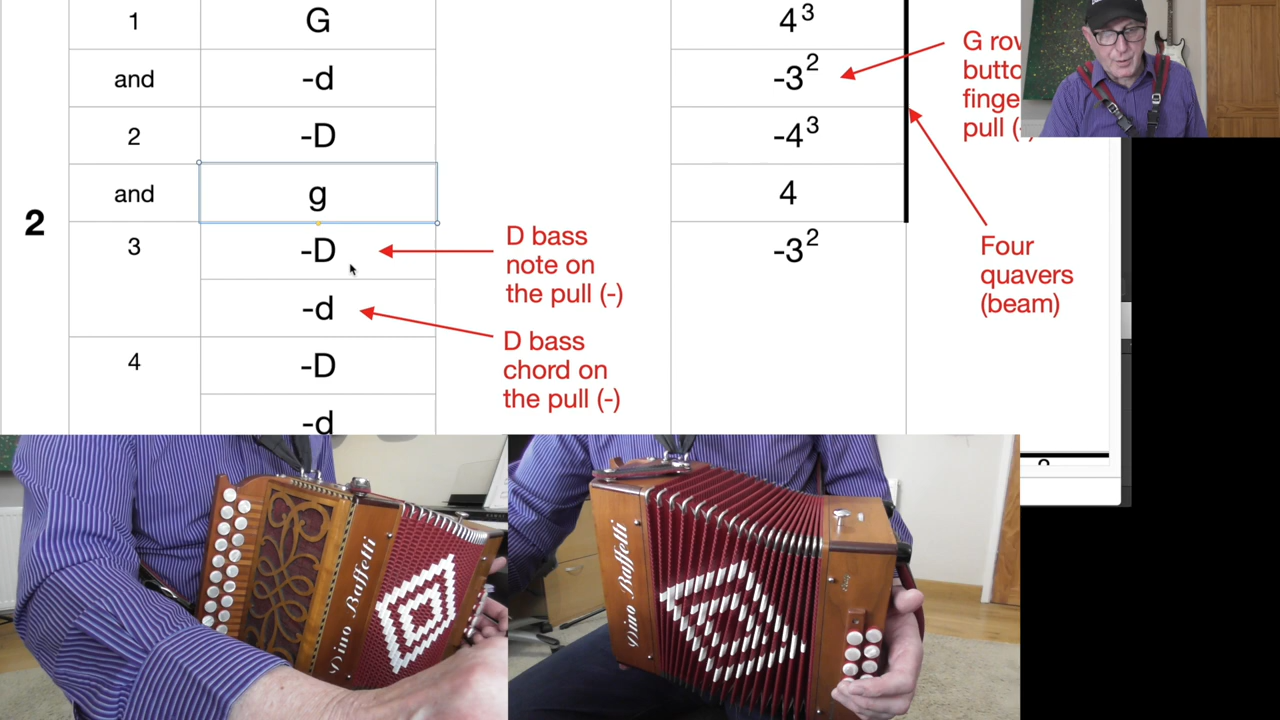 1 G 4³
and -d -3²
2 -D -4³
and g 4
2
3 -D -3²
-d
4 -D
-d
G
butto
finge
pull (-
D bass
note on
the pull (-)
D bass
chord on
the pull (-)
Four
quavers
(beam)
Dino Baffetti
Dino Baffetti